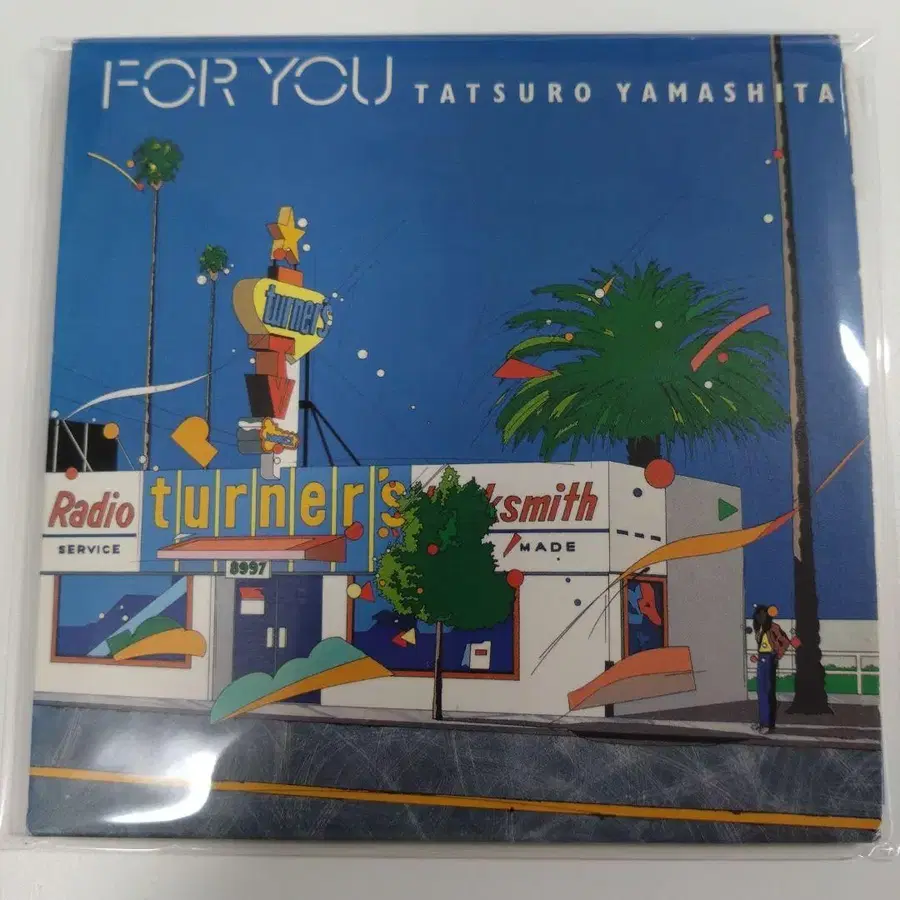 FOR YOU TATSURO YAMASHITA
turner's
Radio
SERVICE
turner's
ksmith
MADE
8997